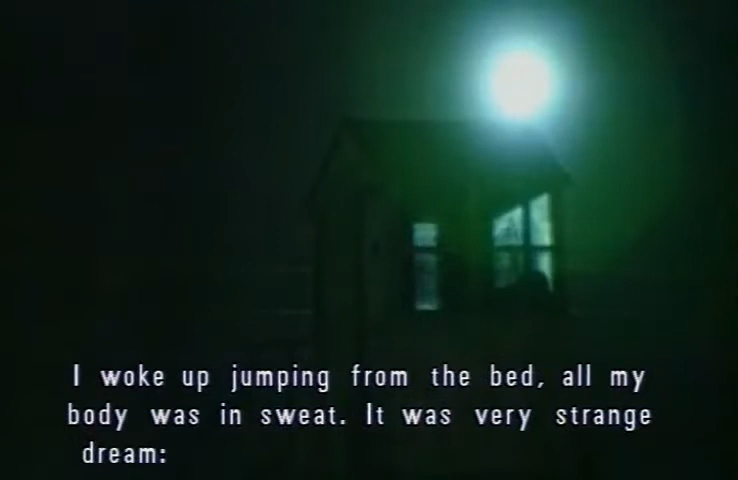 I woke up jumping from the bed, all my
body was in sweat. It was very strange
dream: